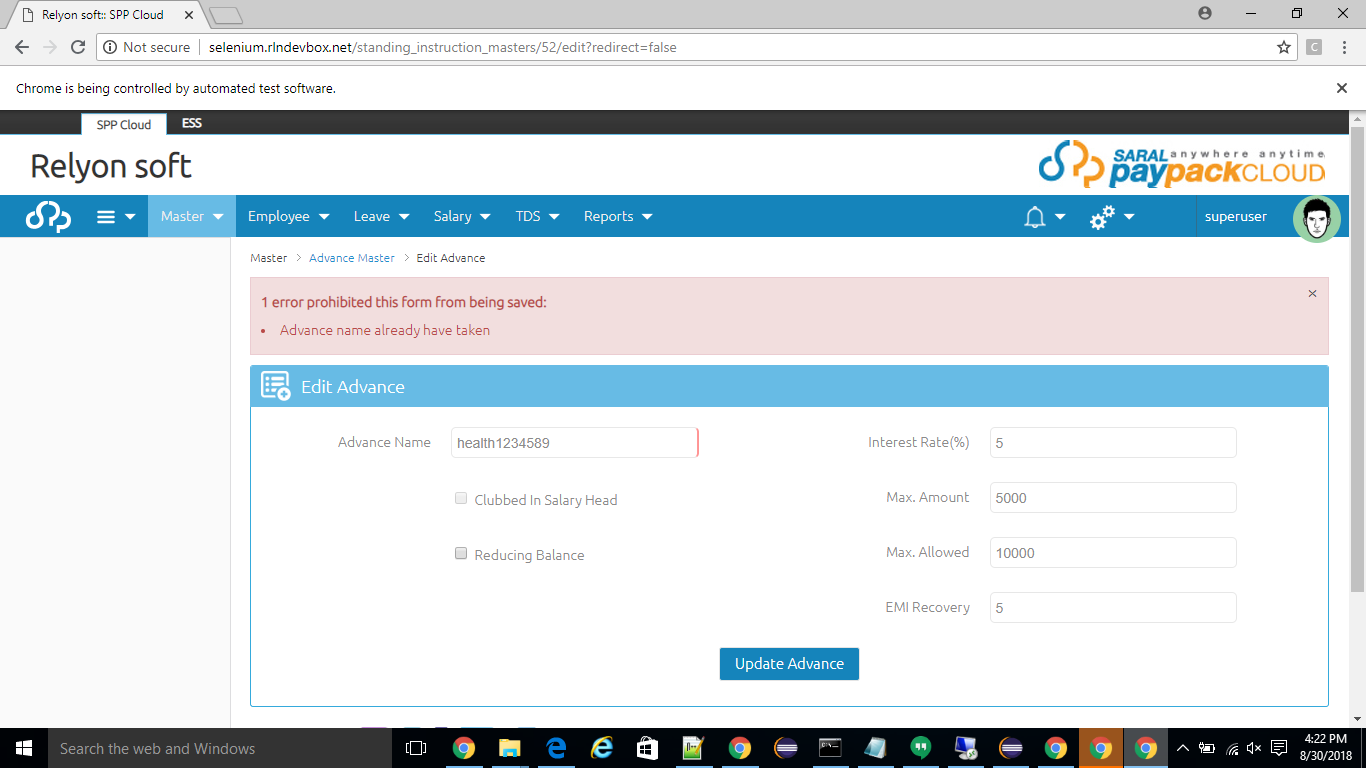 Relyon soft:: SPP Cloud
Not secure selenium.rlndevbox.net/standing_instruction_masters/52/edit?redirect=false
C
Chrome is being controlled by automated test software.
SPP Cloud ESS
Relyon soft
SARAL anywhere anytime
paypackCLOUD
Master Employee Leave Salary TDS Reports superuser
Master > Advance Master > Edit Advance
1 error prohibited this form from being saved:
• Advance name already have taken
Edit Advance
Advance Name health1234589 Interest Rate(%) 5
Clubbed In Salary Head Max. Amount 5000
Reducing Balance Max. Allowed 10000
EMI Recovery 5
Update Advance
Search the web and Windows
4:22 PM
8/30/2018